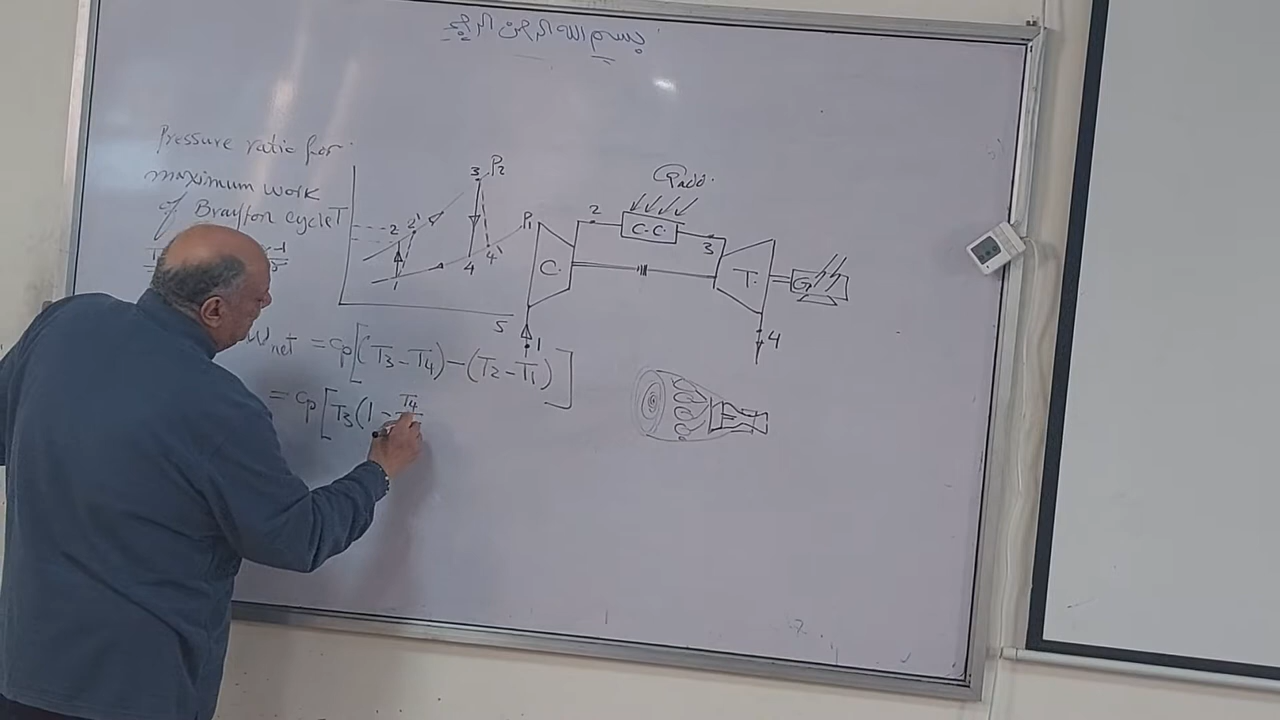 بسم الله الرحمن الرحيم
Pressure ratio for
maximum work
of Brayton cycle
T
2
2'
3
P2
4
4'
P1
1
S
Qadd.
C.
2
C.C.
3
T.
G
1
4
Wnet = cp[(T3-T4)-(T2-T1)]
= cp[T3(1-T4